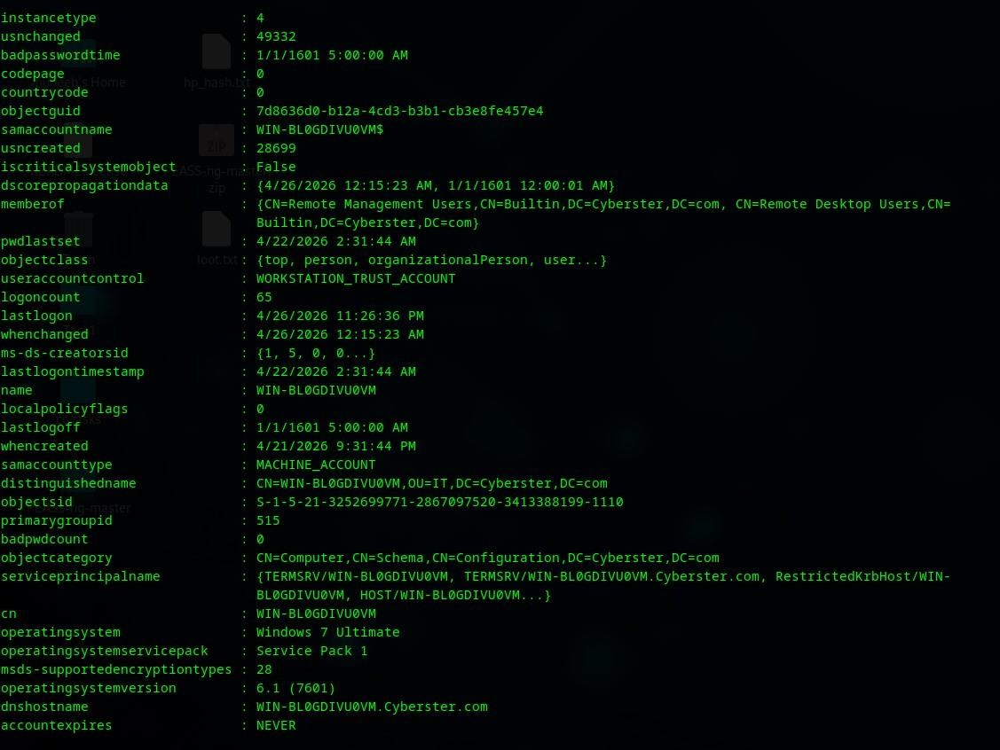 instancetype : 4
usnchanged : 49332
badpasswordtime : 1/1/1601 5:00:00 AM
codepage : 0
countrycode : 0
objectguid : 7d8636d0-b12a-4cd3-b3b1-cb3e8fe457e4
samaccountname : WIN-BL0GDIVU0VM$
usncreated : 28699
iscriticalsystemobject : False
dscorepropagationdata : {4/26/2026 12:15:23 AM, 1/1/1601 12:00:01 AM}
memberof : {CN=Remote Management Users,CN=Builtin,DC=Cyberster,DC=com, CN=Remote Desktop Users,CN=
Builtin,DC=Cyberster,DC=com}
pwdlastset : 4/22/2026 2:31:44 AM
objectclass : {top, person, organizationalPerson, user...}
useraccountcontrol : WORKSTATION_TRUST_ACCOUNT
logoncount : 65
lastlogon : 4/26/2026 11:26:36 PM
whenchanged : 4/26/2026 12:15:23 AM
ms-ds-creatorsid : {1, 5, 0, 0...}
lastlogontimestamp : 4/22/2026 2:31:44 AM
name : WIN-BL0GDIVU0VM
localpolicyflags : 0
lastlogoff : 1/1/1601 5:00:00 AM
whencreated : 4/21/2026 9:31:44 PM
samaccounttype : MACHINE_ACCOUNT
distinguishedname : CN=WIN-BL0GDIVU0VM,OU=IT,DC=Cyberster,DC=com
objectsid : S-1-5-21-3252699771-2867097520-3413388199-1110
primarygroupid : 515
badpwdcount : 0
objectcategory : CN=Computer,CN=Schema,CN=Configuration,DC=Cyberster,DC=com
serviceprincipalname : {TERMSRV/WIN-BL0GDIVU0VM, TERMSRV/WIN-BL0GDIVU0VM.Cyberster.com, RestrictedKrbHost/WIN-
BL0GDIVU0VM, HOST/WIN-BL0GDIVU0VM...}
cn : WIN-BL0GDIVU0VM
operatingsystem : Windows 7 Ultimate
operatingsystemservicepack : Service Pack 1
msds-supportedencryptiontypes : 28
operatingsystemversion : 6.1 (7601)
dnshostname : WIN-BL0GDIVU0VM.Cyberster.com
accountexpires : NEVER
Home
hp_hash.txt
ZIP
zip
loot.txt